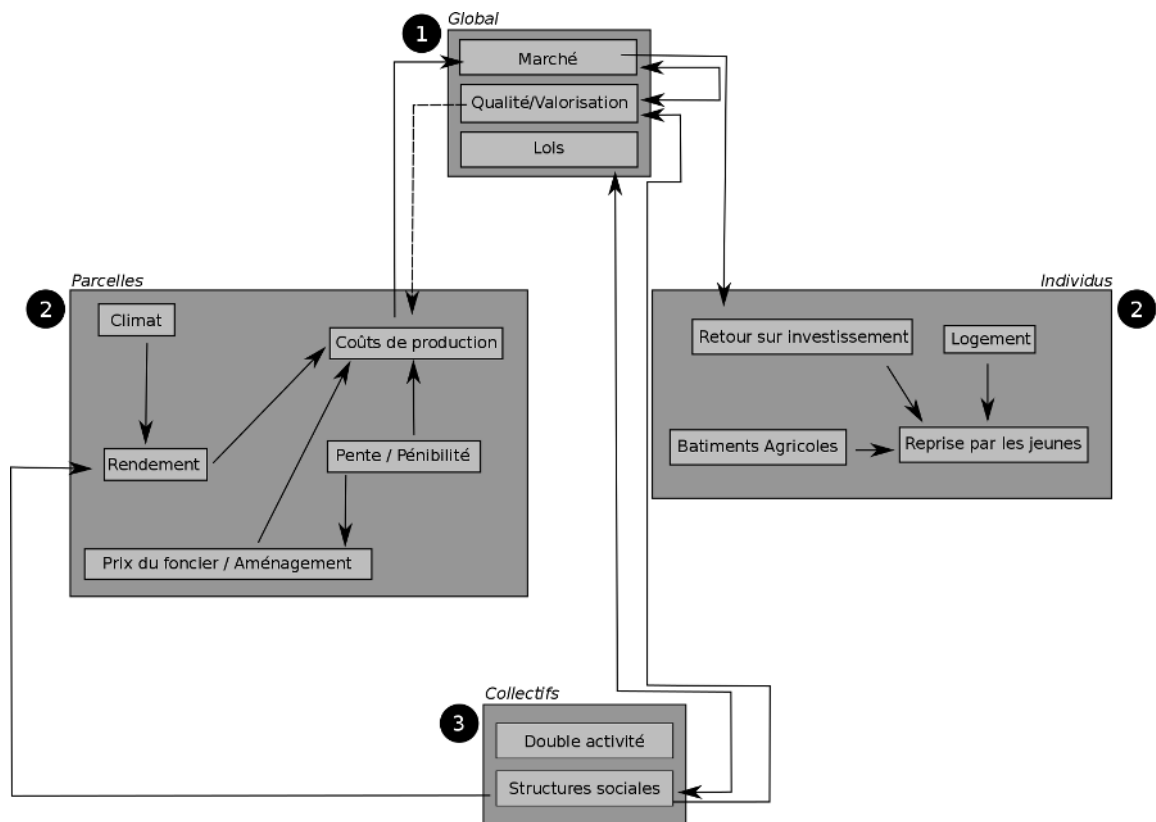 Global
1
Marché
Qualité/Valorisation
LoIs
Parcelles
2
Climat
Coûts de production
Rendement
Pente / Pénibilité
Prix du foncIer / Aménagement
Individus
2
Retour sur investissement
Logement
Batiments Agricoles
Reprise par les jeunes
Collectifs
3
Double activité
Structures sociales